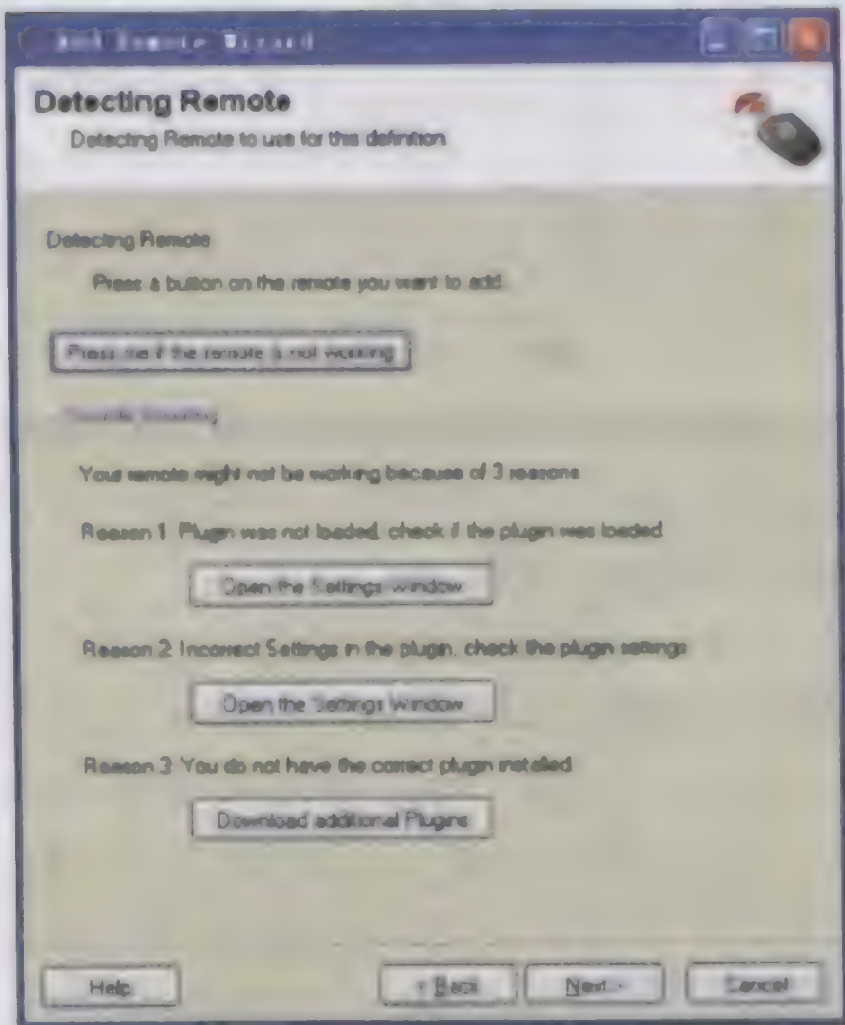 Add Remote Wizard
Detecting Remote
Detecting Remote to use for this definition
Detecting Remote
Press a button on the remote you want to add.
Press me if the remote is not working
Your remote might not be working because of 3 reasons
Reason 1 Plugin was not loaded, check if the plugin was loaded
Open the Settings Window
Reason 2 Incorrect Settings in the plugin, check the plugin settings
Open the Settings Window
Reason 3 You do not have the correct plugin installed
Download additional Plugins
Help
< Back
Next >
Cancel